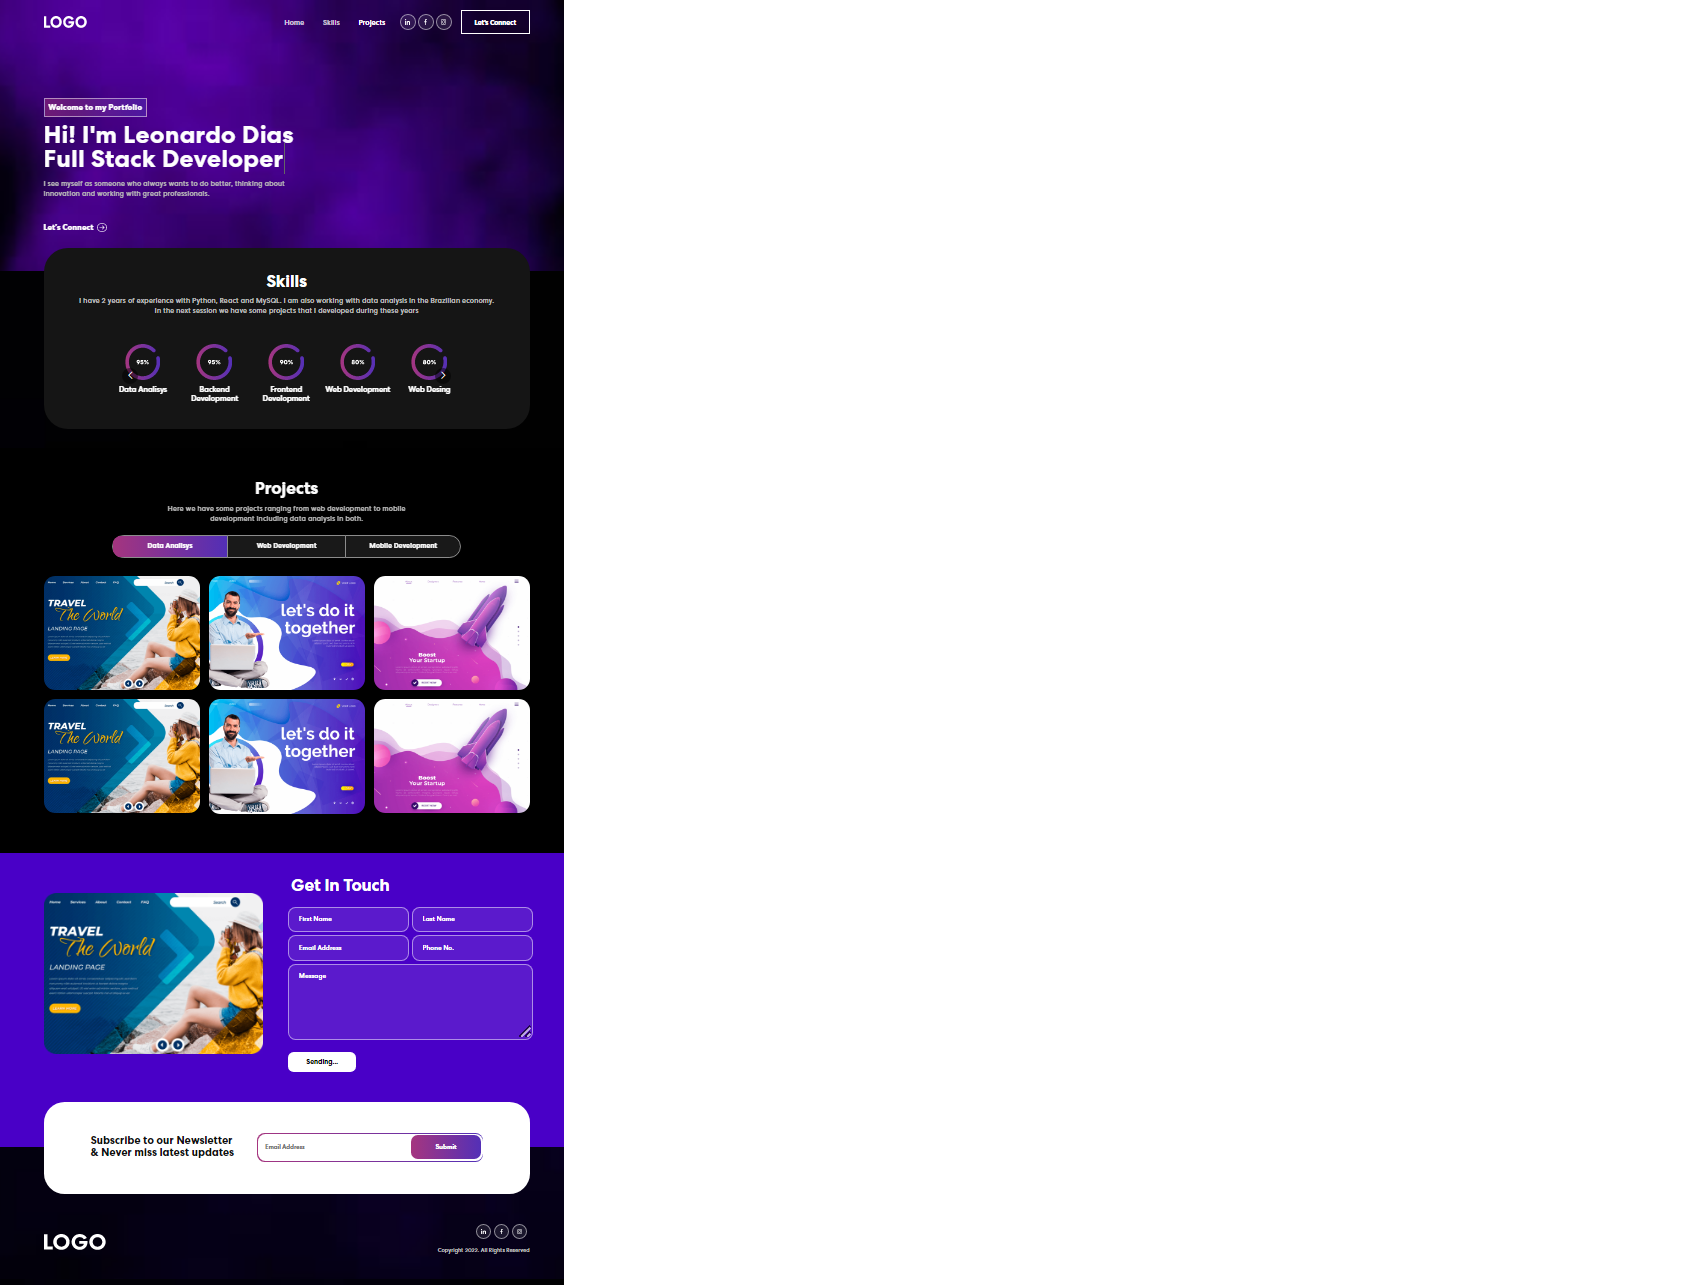 LOGO
Home
Skills
Projects
Let's Connect
Welcome to my Portfolio
Hi! I'm Leonardo Dias
Full Stack Developer
I see myself as someone who always wants to do better, thinking about
innovation and working with great professionals.
Let's Connect
Skills
I have 2 years of experience with Python, React and MySQL. I am also working with data analysis in the Brazilian economy.
In the next session we have some projects that I developed during these years
95%
95%
90%
80%
80%
Data Analisys
Backend
Development
Frontend
Development
Web Development
Web Desing
Projects
Here we have some projects ranging from web development to mobile
development including data analysis in both.
Data Analisys
Web Development
Mobile Development
TRAVEL
The World
LANDING PAGE
let's do it
together
Boost
Your Startup
TRAVEL
The World
LANDING PAGE
let's do it
together
Boost
Your Startup
Home
Services
About
Contact
FAQ
Search
TRAVEL
The World
LANDING PAGE
Get In Touch
First Name
Last Name
Email Address
Phone No.
Message
Sending...
Subscribe to our Newsletter
& Never miss latest updates
Email Address
Submit
LOGO
Copyright 2022. All Rights Reserved